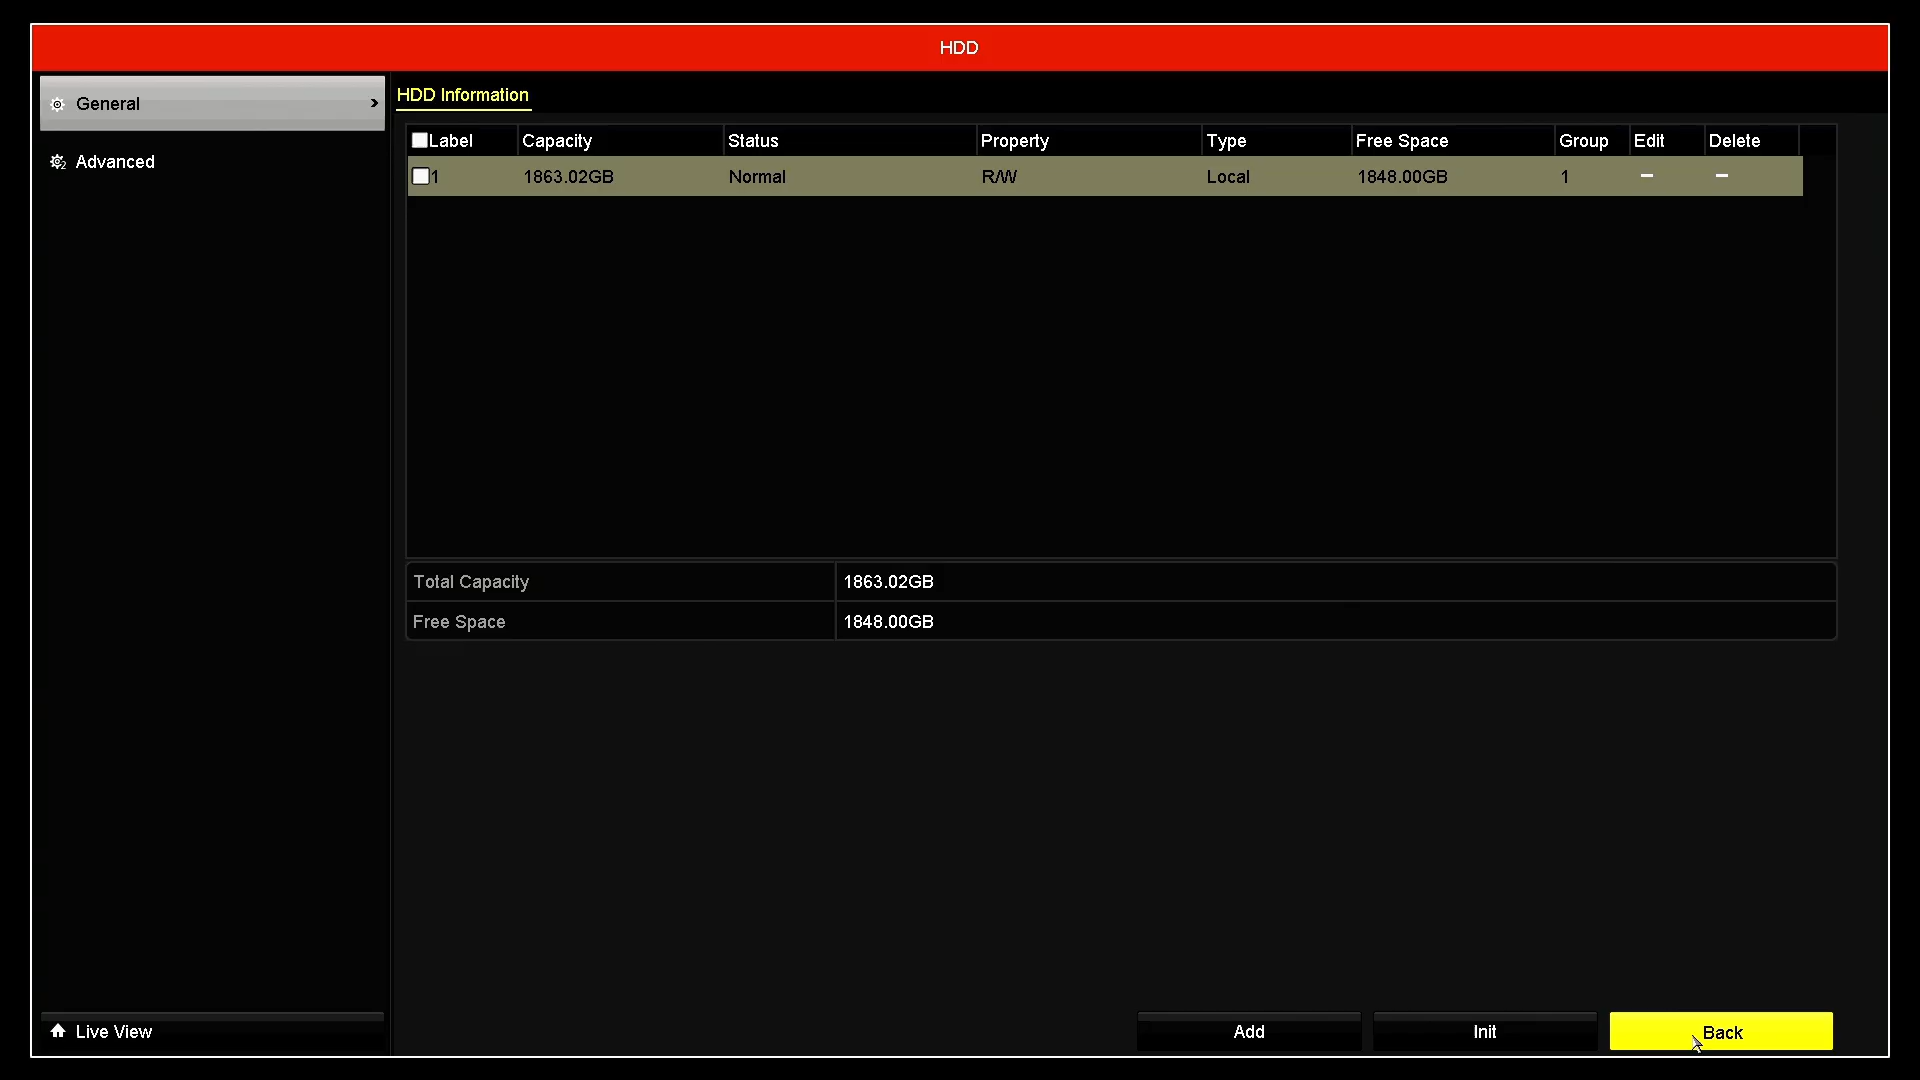 HDD
General
Advanced
HDD Information
Label Capacity Status Property Type Free Space Group Edit Delete
1 1863.02GB Normal R/W Local 1848.00GB 1 – –
Total Capacity 1863.02GB
Free Space 1848.00GB
Live View
Add Init Back